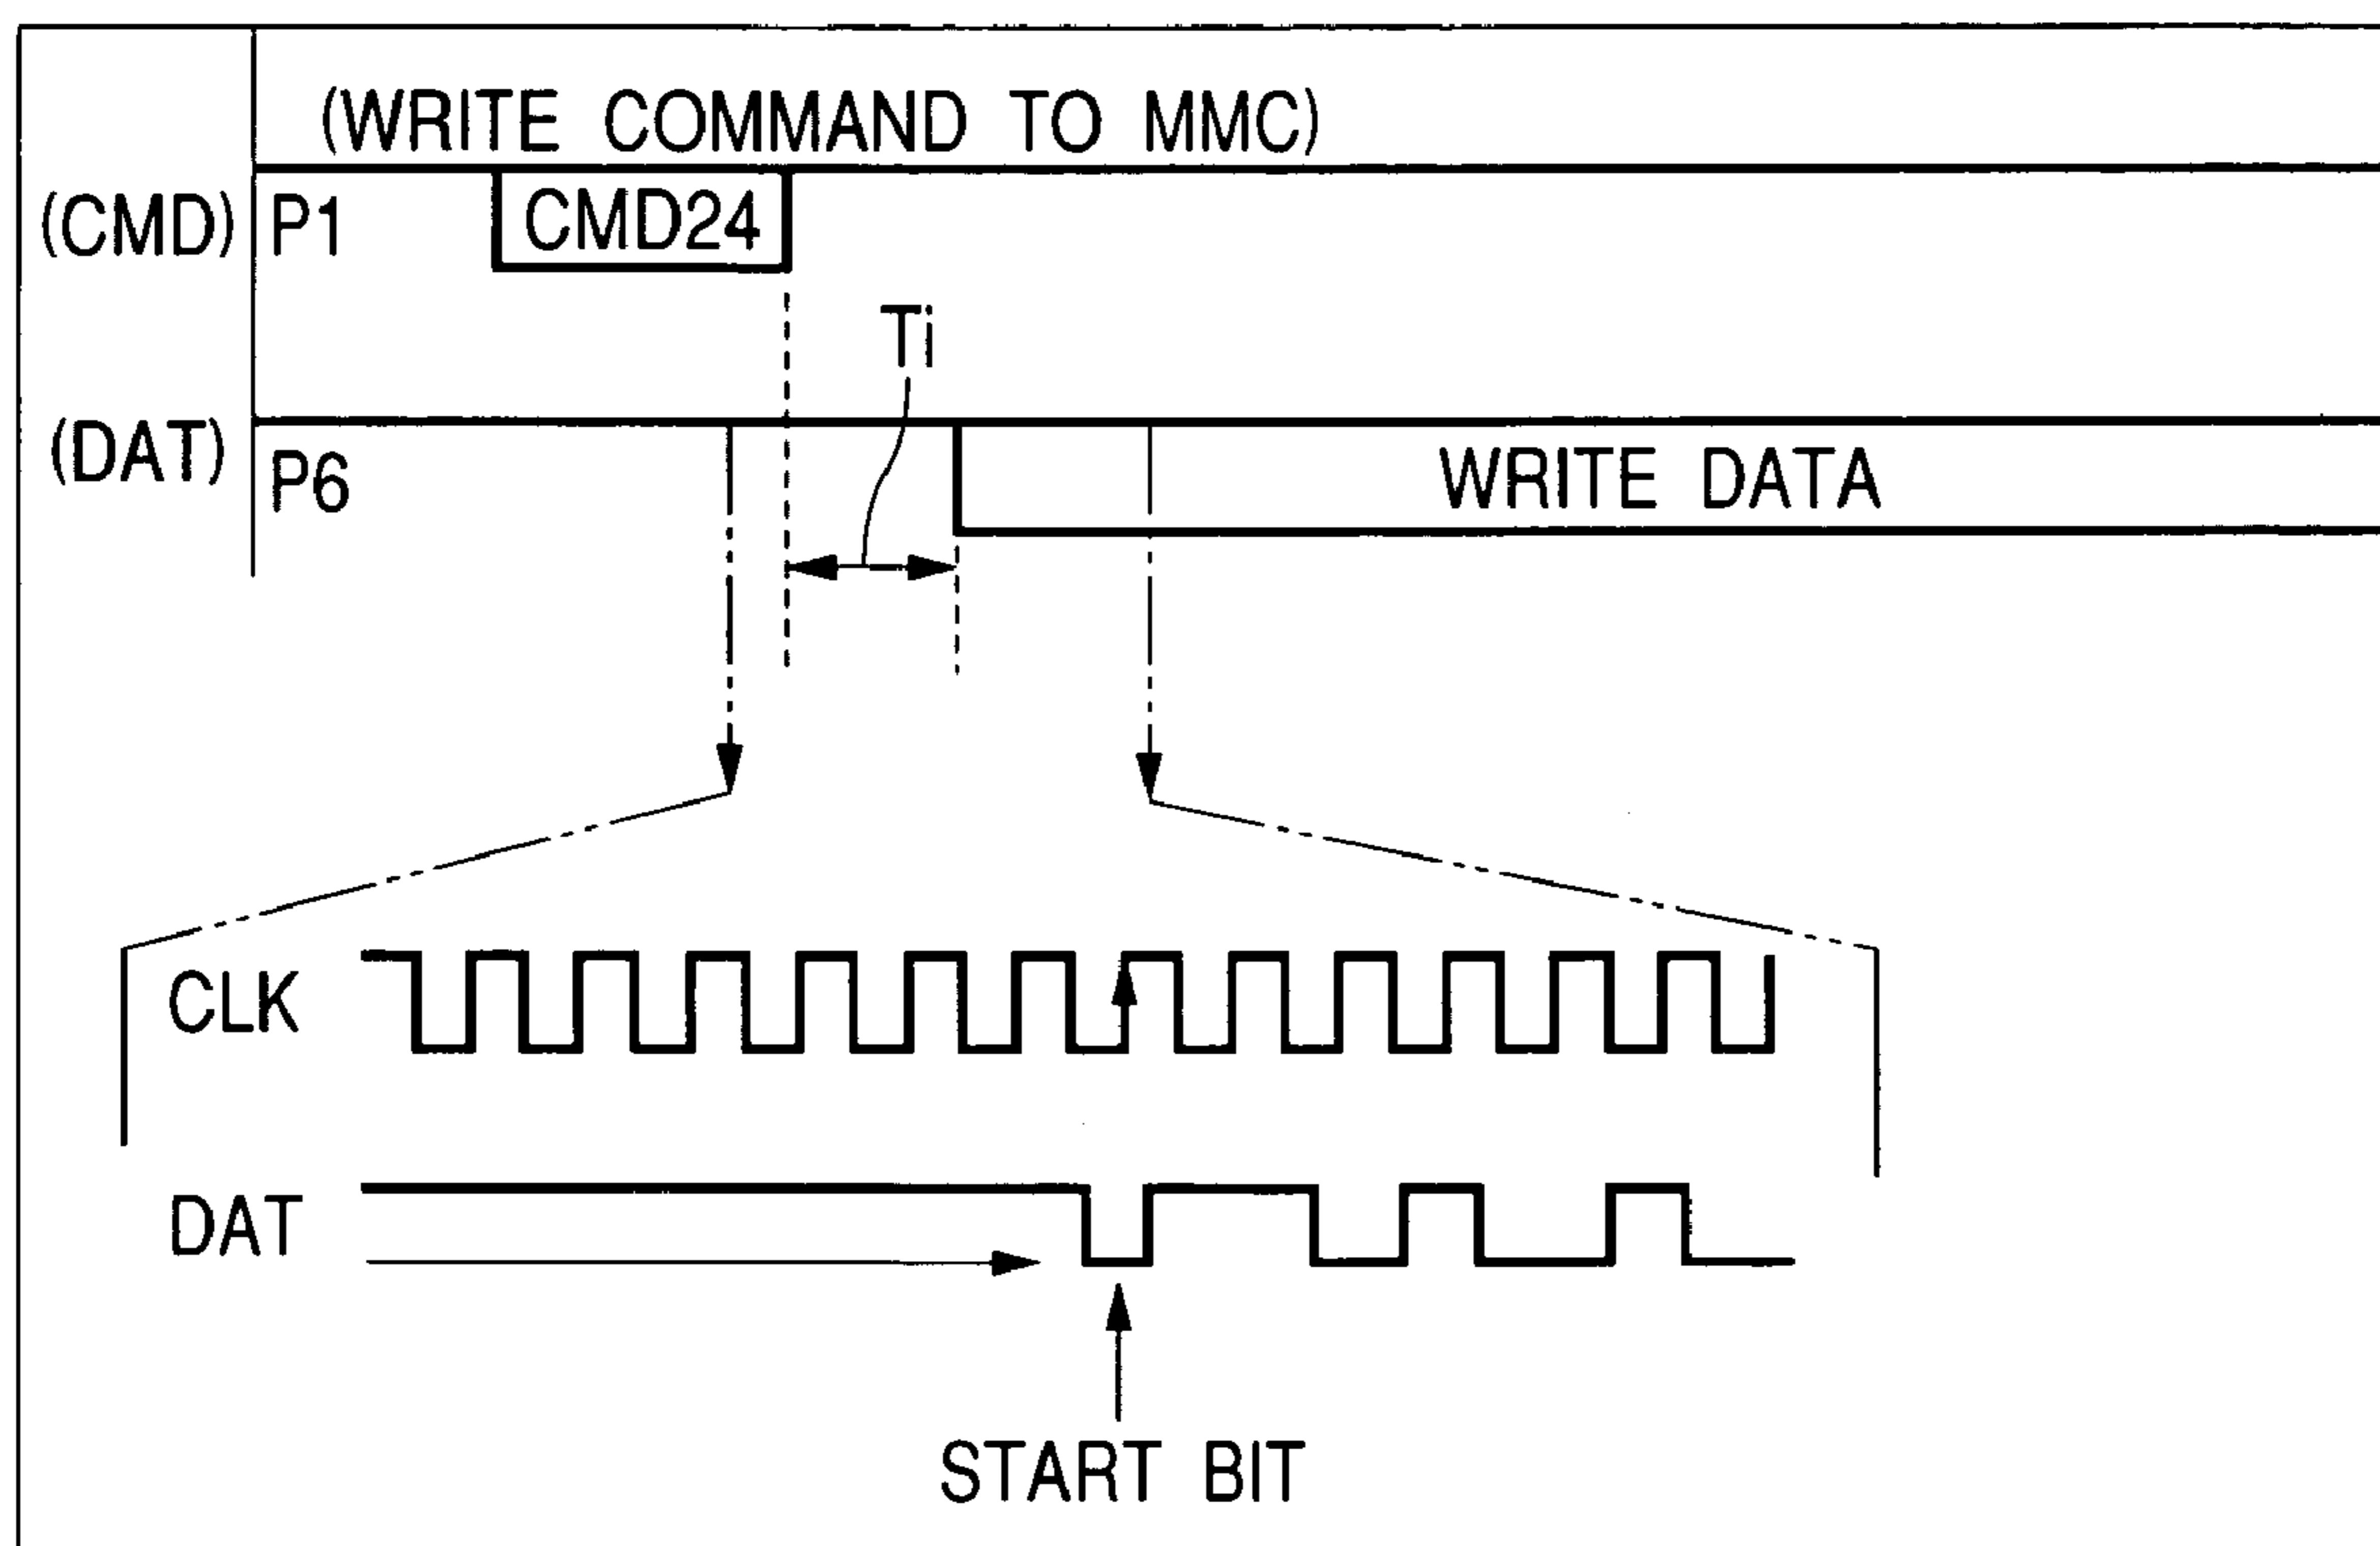 (WRITE COMMAND TO MMC)
(CMD) P1 CMD24
Ti
(DAT) P6 WRITE DATA
CLK
DAT
START BIT